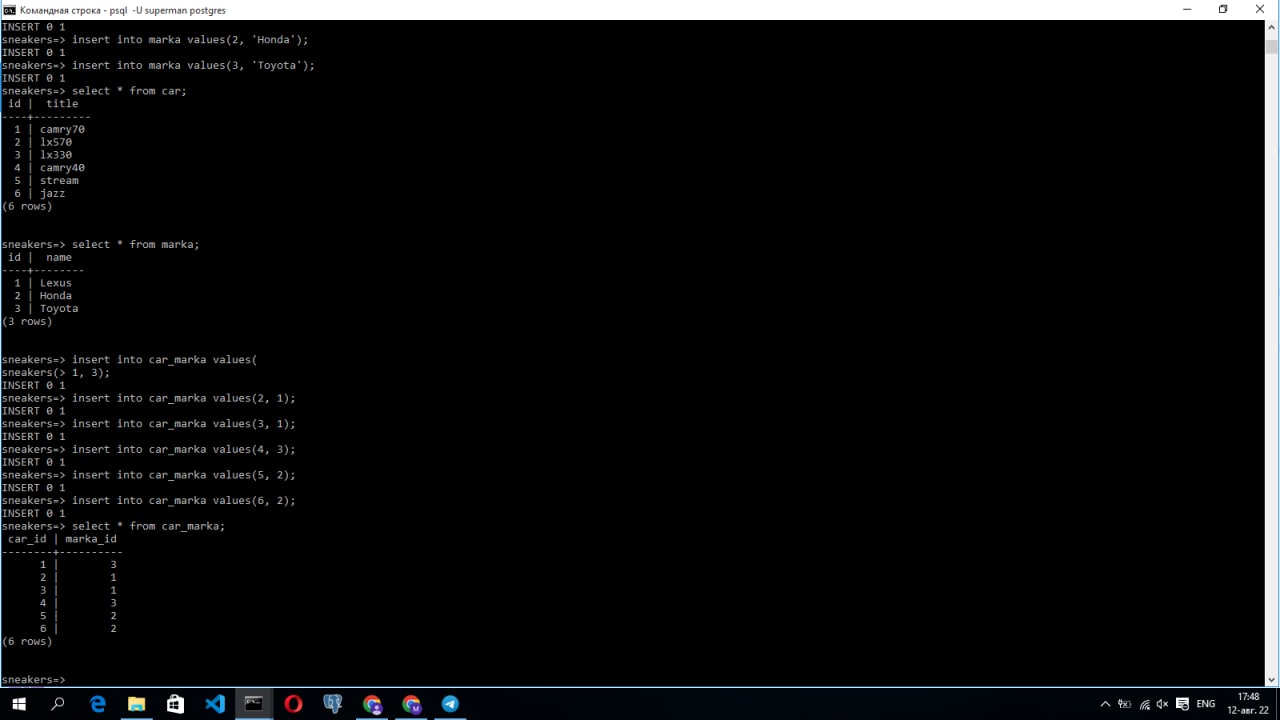 Командная строка - psql -U superman postgres
INSERT 0 1
sneakers=> insert into marka values(2, 'Honda');
INSERT 0 1
sneakers=> insert into marka values(3, 'Toyota');
INSERT 0 1
sneakers=> select * from car;
 id |  title
----+---------
  1 | camry70
  2 | lx570
  3 | lx330
  4 | camry40
  5 | stream
  6 | jazz
(6 rows)
sneakers=> select * from marka;
 id |  name
----+--------
  1 | Lexus
  2 | Honda
  3 | Toyota
(3 rows)
sneakers=> insert into car_marka values(
sneakers(> 1, 3);
INSERT 0 1
sneakers=> insert into car_marka values(2, 1);
INSERT 0 1
sneakers=> insert into car_marka values(3, 1);
INSERT 0 1
sneakers=> insert into car_marka values(4, 3);
INSERT 0 1
sneakers=> insert into car_marka values(5, 2);
INSERT 0 1
sneakers=> insert into car_marka values(6, 2);
INSERT 0 1
sneakers=> select * from car_marka;
 car_id | marka_id
--------+----------
      1 |        3
      2 |        1
      3 |        1
      4 |        3
      5 |        2
      6 |        2
(6 rows)
sneakers=>
ENG
17:48
12-авг. 22